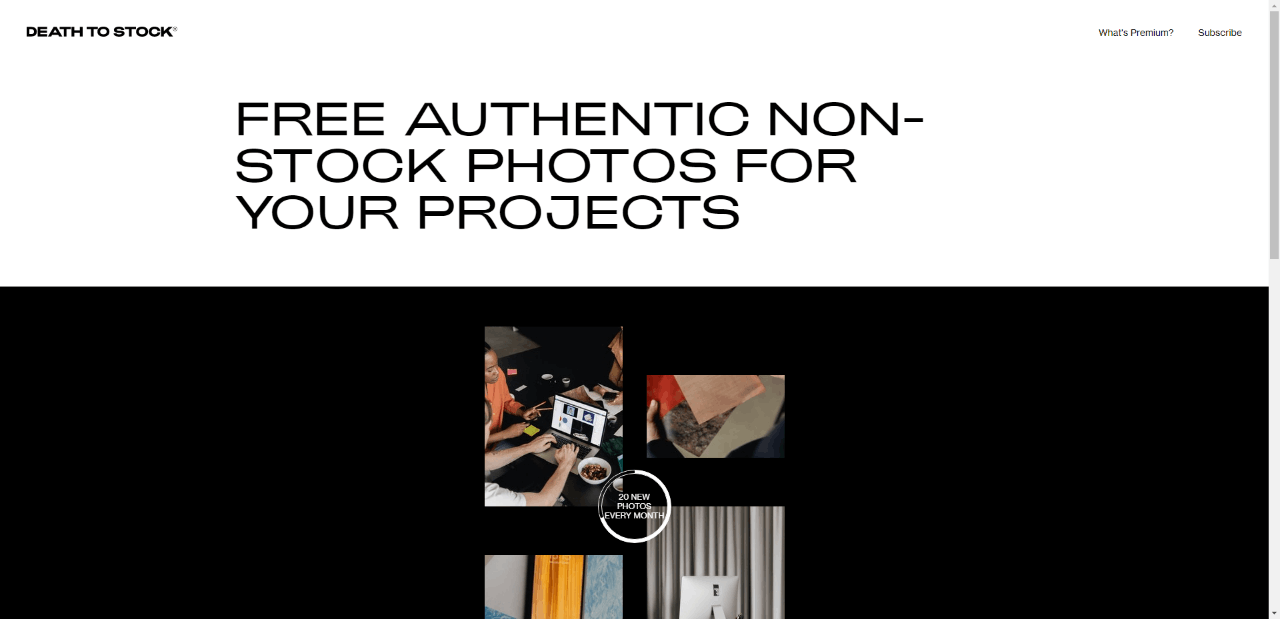 DEATH TO STOCK®
What's Premium? Subscribe
FREE AUTHENTIC NON-
STOCK PHOTOS FOR
YOUR PROJECTS
20 NEW
PHOTOS
EVERY MONTH